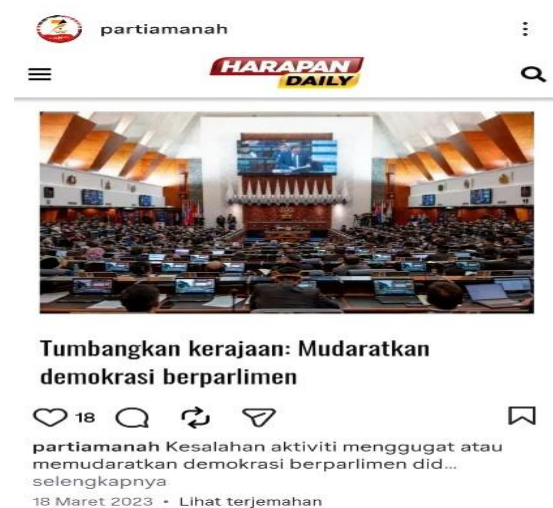 partiamanah
HARAPAN
DAILY
Tumbangkan kerajaan: Mudaratkan
demokrasi berparlimen
18
partiamanah Kesalahan aktiviti menggugat atau
memudaratkan demokrasi berparlimen did...
selengkapnya
18 Maret 2023 • Lihat terjemahan